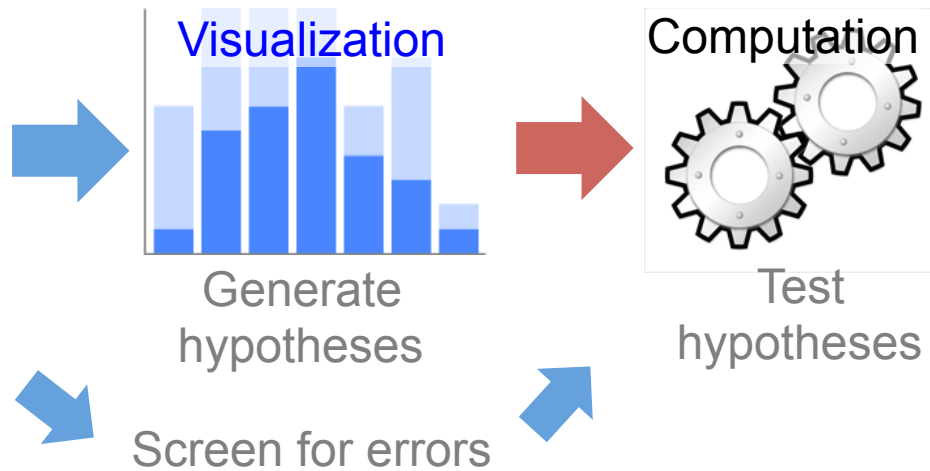 Visualization
Computation
Generate
hypotheses
Test
hypotheses
Screen for errors